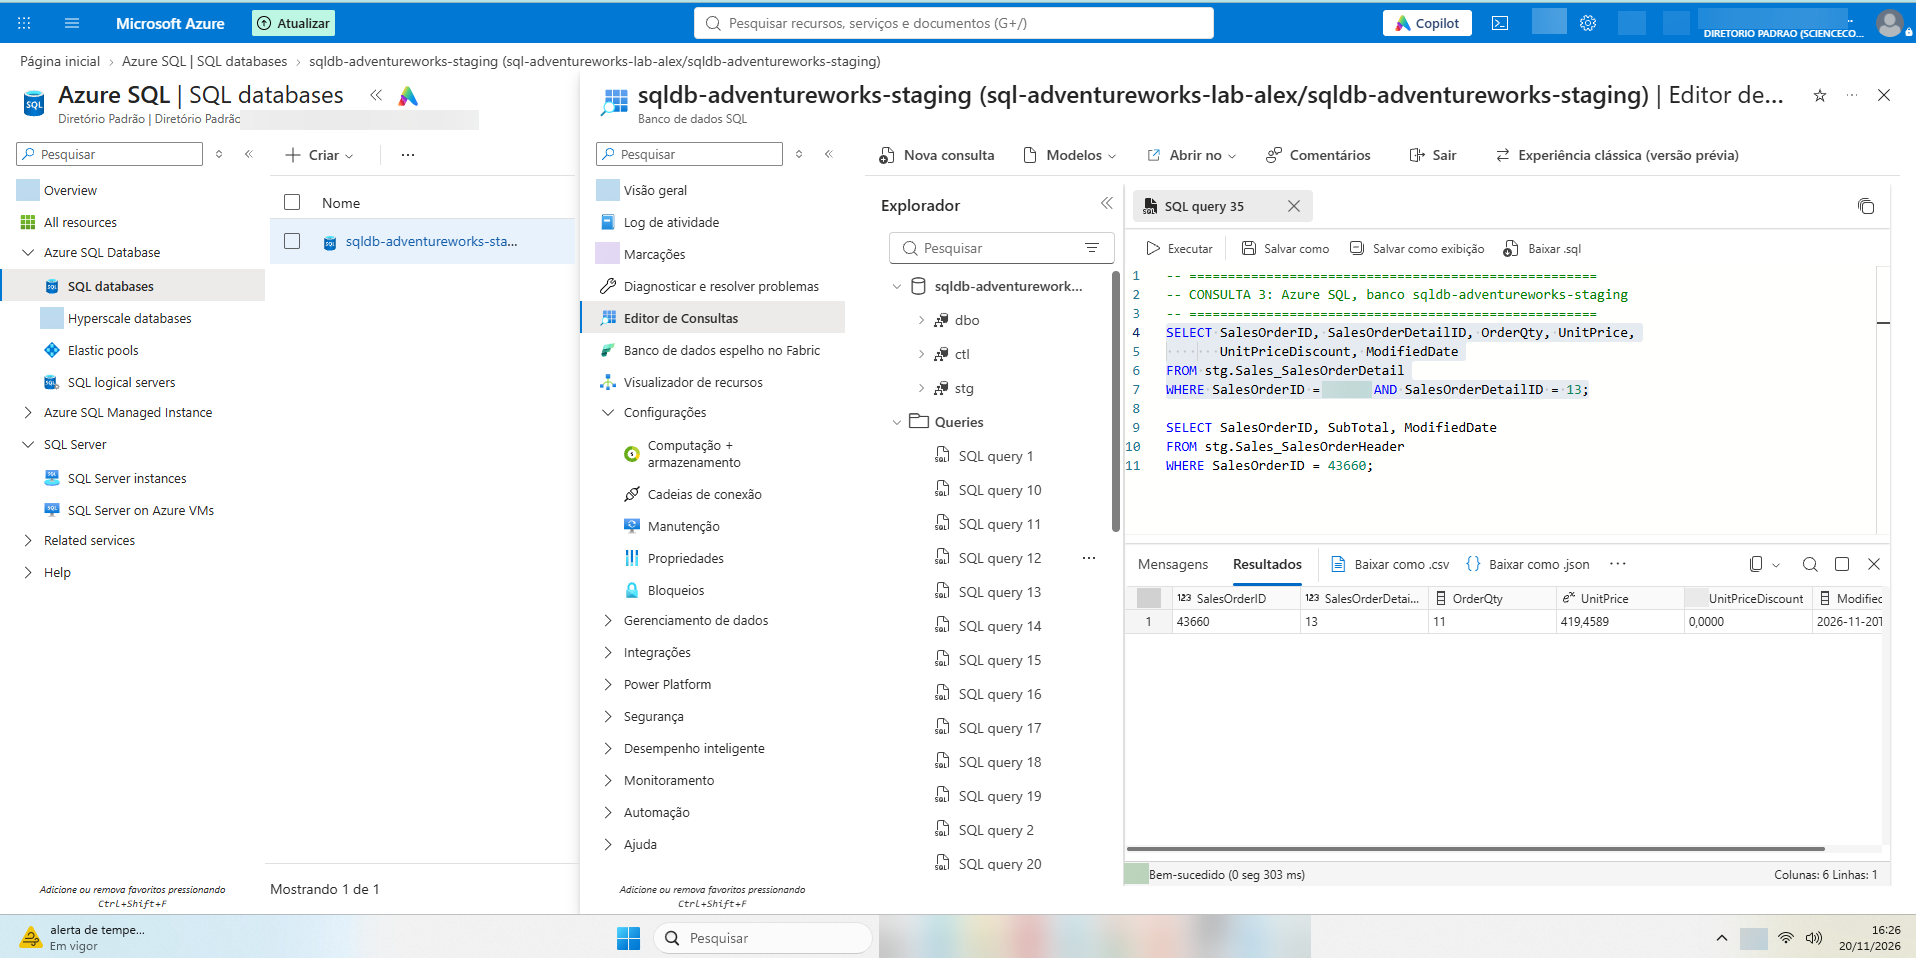 Microsoft Azure
Atualizar
Pesquisar recursos, serviços e documentos (G+/)
Copilot
DIRETORIO PADRAO (SCIENCECO...
Página inicial
Azure SQL | SQL databases
sqldb-adventureworks-staging (sql-adventureworks-lab-alex/sqldb-adventureworks-staging)
Azure SQL | SQL databases
Diretório Padrão | Diretório Padrão
Pesquisar
Overview
All resources
Azure SQL Database
SQL databases
Hyperscale databases
Elastic pools
SQL logical servers
Azure SQL Managed Instance
SQL Server
SQL Server instances
SQL Server on Azure VMs
Related services
Help
Adicione ou remova favoritos pressionando
Ctrl+Shift+F
Criar
Nome
sqldb-adventureworks-sta...
Mostrando 1 de 1
sqldb-adventureworks-staging (sql-adventureworks-lab-alex/sqldb-adventureworks-staging) | Editor de...
Banco de dados SQL
Pesquisar
Visão geral
Log de atividade
Marcações
Diagnosticar e resolver problemas
Editor de Consultas
Banco de dados espelho no Fabric
Visualizador de recursos
Configurações
Computação +
armazenamento
Cadeias de conexão
Manutenção
Propriedades
Bloqueios
Gerenciamento de dados
Integrações
Power Platform
Segurança
Desempenho inteligente
Monitoramento
Automação
Ajuda
Adicione ou remova favoritos pressionando
Ctrl+Shift+F
Nova consulta
Modelos
Abrir no
Comentários
Sair
Experiência clássica (versão prévia)
Explorador
Pesquisar
sqldb-adventurework...
dbo
ctl
stg
Queries
SQL query 1
SQL query 10
SQL query 11
SQL query 12
SQL query 13
SQL query 14
SQL query 15
SQL query 16
SQL query 17
SQL query 18
SQL query 19
SQL query 2
SQL query 20
SQL query 35
Executar
Salvar como
Salvar como exibição
Baixar .sql
1 -- ====================================================
2 -- CONSULTA 3: Azure SQL, banco sqldb-adventureworks-staging
3 -- ====================================================
4 SELECT SalesOrderID, SalesOrderDetailID, OrderQty, UnitPrice,
5 UnitPriceDiscount, ModifiedDate
6 FROM stg.Sales_SalesOrderDetail
7 WHERE SalesOrderID = AND SalesOrderDetailID = 13;
8
9 SELECT SalesOrderID, SubTotal, ModifiedDate
10 FROM stg.Sales_SalesOrderHeader
11 WHERE SalesOrderID = 43660;
Mensagens
Resultados
Baixar como .csv
Baixar como .json
SalesOrderID
SalesOrderDetai...
OrderQty
UnitPrice
UnitPriceDiscount
Modified
1 43660 13 11 419,4589 0,0000 2026-11-20T
Bem-sucedido (0 seg 303 ms)
Colunas: 6 Linhas: 1
alerta de tempe...
Em vigor
Pesquisar
16:26
20/11/2026